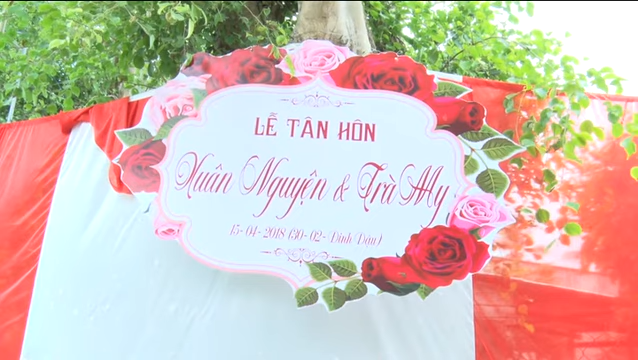 LỄ TÂN HÔN
Xuân Nguyện & Trà My
15-04-2018 (30-02-Đinh Dậu)